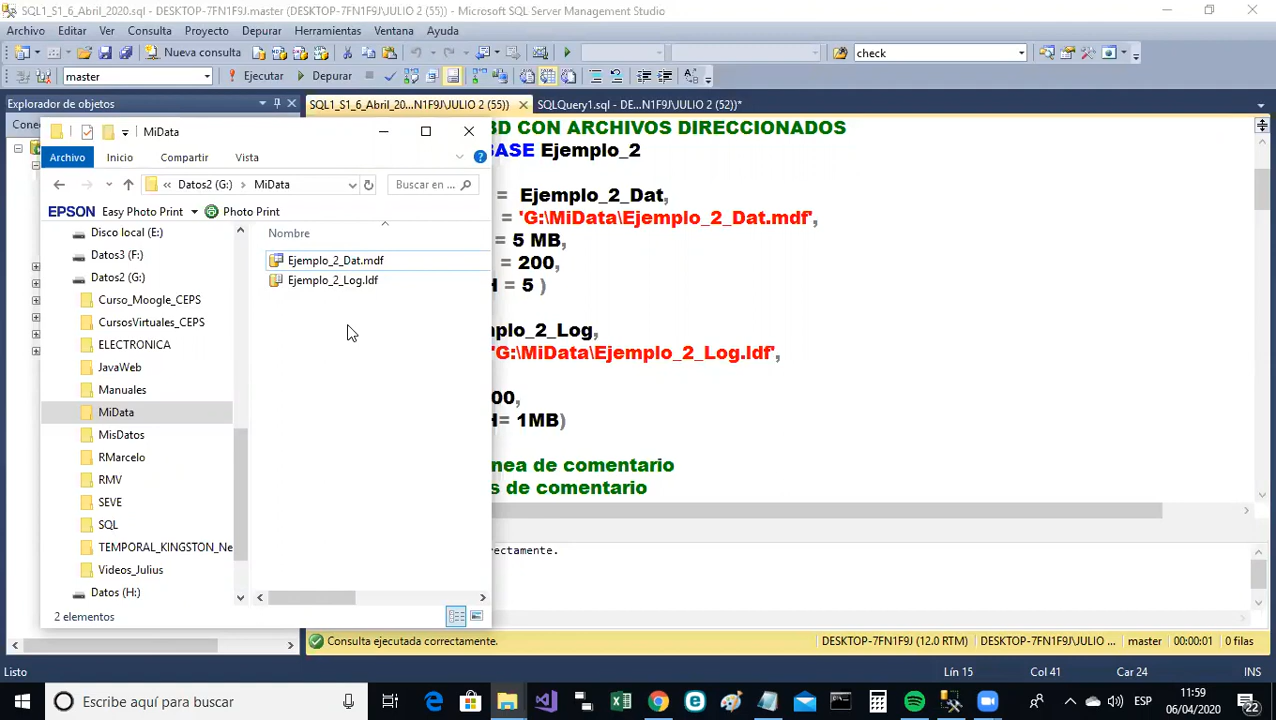 SQL1_S1_6_Abril_2020.sql - DESKTOP-7FN1F9J.master (DESKTOP-7FN1F9J\JULIO 2 (55)) - Microsoft SQL Server Management Studio
Archivo Editar Ver Consulta Proyecto Depurar Herramientas Ventana Ayuda
Nueva consulta check
master Ejecutar Depurar
Explorador de objetos
SQL1_S1_6_Abril_20...N1F9J\JULIO 2 (55)) SQLQuery1.sql - DE...N1F9J\JULIO 2 (52))*
Cone
MiData
Archivo Inicio Compartir Vista
Datos2 (G:) MiData Buscar en ...
EPSON Easy Photo Print Photo Print
Nombre
Disco local (E:)
Datos3 (F:)
Datos2 (G:)
Curso_Moogle_CEPS
CursosVirtuales_CEPS
ELECTRONICA
JavaWeb
Manuales
MiData
MisDatos
RMarcelo
RMV
SEVE
SQL
TEMPORAL_KINGSTON_Ne
Videos_Julius
Datos (H:)
Ejemplo_2_Dat.mdf
Ejemplo_2_Log.ldf
2 elementos
BD CON ARCHIVOS DIRECCIONADOS
BASE Ejemplo_2
= Ejemplo_2_Dat,
= 'G:\MiData\Ejemplo_2_Dat.mdf',
= 5 MB,
= 200,
H = 5 )
mplo_2_Log,
'G:\MiData\Ejemplo_2_Log.ldf',
00,
H= 1MB)
nea de comentario
s de comentario
ectamente.
Consulta ejecutada correctamente. DESKTOP-7FN1F9J (12.0 RTM) DESKTOP-7FN1F9J\JULIO ... master 00:00:01 0 filas
Listo Lín 15 Col 41 Car 24 INS
Escribe aquí para buscar
ESP
11:59
06/04/2020
22